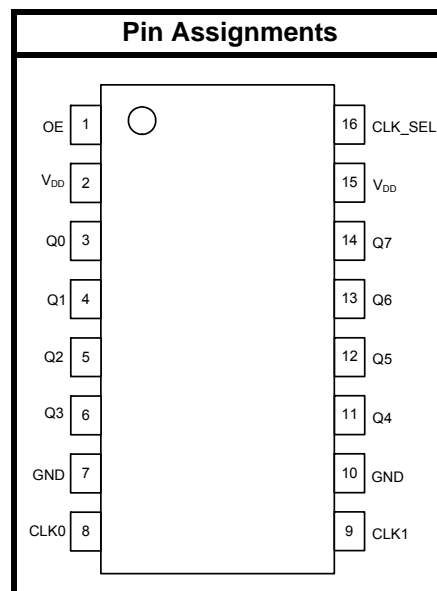 Pin Assignments
OE 1 16 CLK_SEL
VDD 2 15 VDD
Q0 3 14 Q7
Q1 4 13 Q6
Q2 5 12 Q5
Q3 6 11 Q4
GND 7 10 GND
CLK0 8 9 CLK1